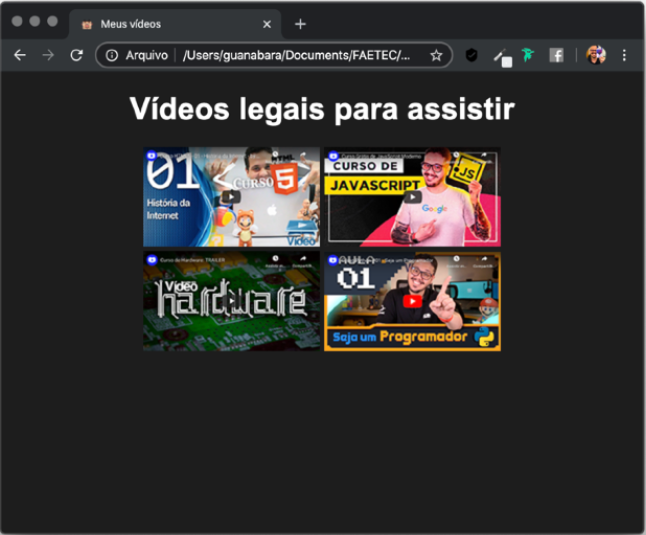 Meus vídeos
Arquivo
/Users/guanabara/Documents/FAETEC/...
Vídeos legais para assistir
01
História da
Internet
HTML
CURSO
5
Vídeo
CURSO DE
JAVASCRIPT
JS
Google
Curso de Hardware: TRAILER
Vídeo
hardware
AULA
01
Seja um Programador